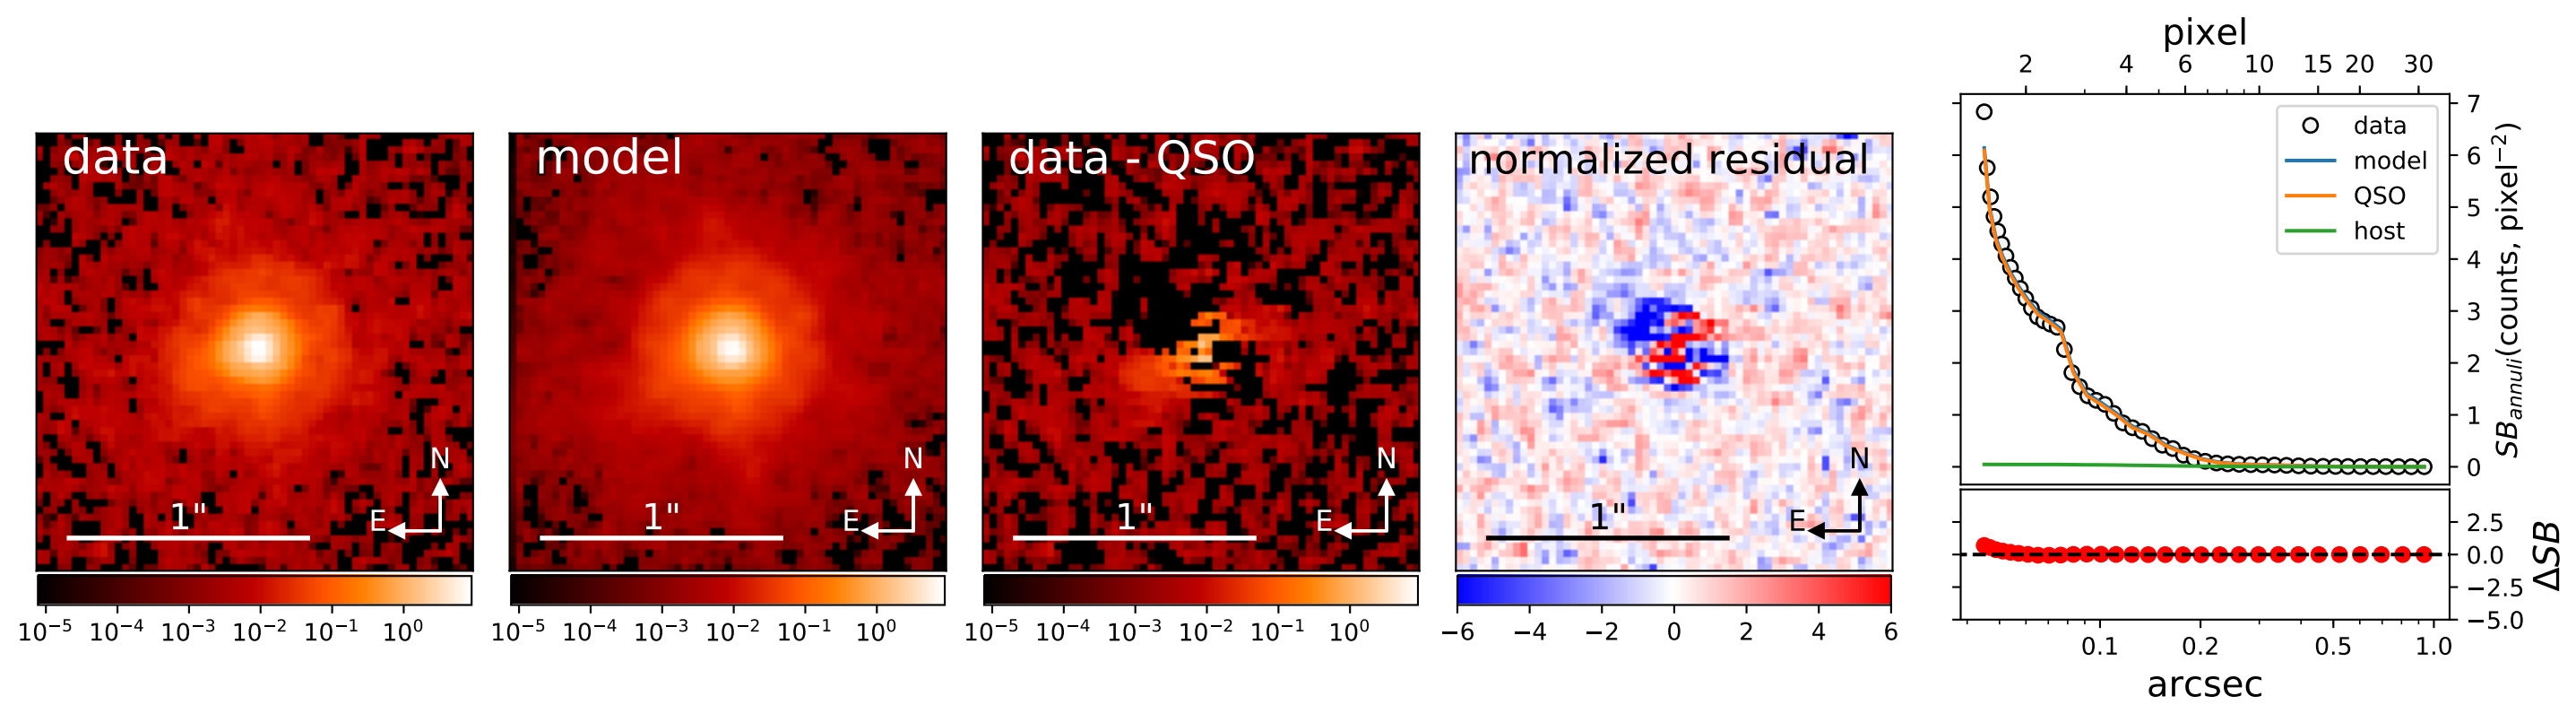 data
N
E
1"
10⁻⁵ 10⁻⁴ 10⁻³ 10⁻² 10⁻¹ 10⁰
model
N
E
1"
10⁻⁵ 10⁻⁴ 10⁻³ 10⁻² 10⁻¹ 10⁰
data - QSO
N
E
1"
10⁻⁵ 10⁻⁴ 10⁻³ 10⁻² 10⁻¹ 10⁰
normalized residual
N
E
1"
−6 −4 −2 0 2 4 6
pixel
2 4 6 10 15 20 30
data
model
QSO
host
7
6
5
4
3
2
1
0
SB_annuli(counts, pixel⁻²)
2.5
0.0
−2.5
−5.0
ΔSB
0.1 0.2 0.5 1.0
arcsec